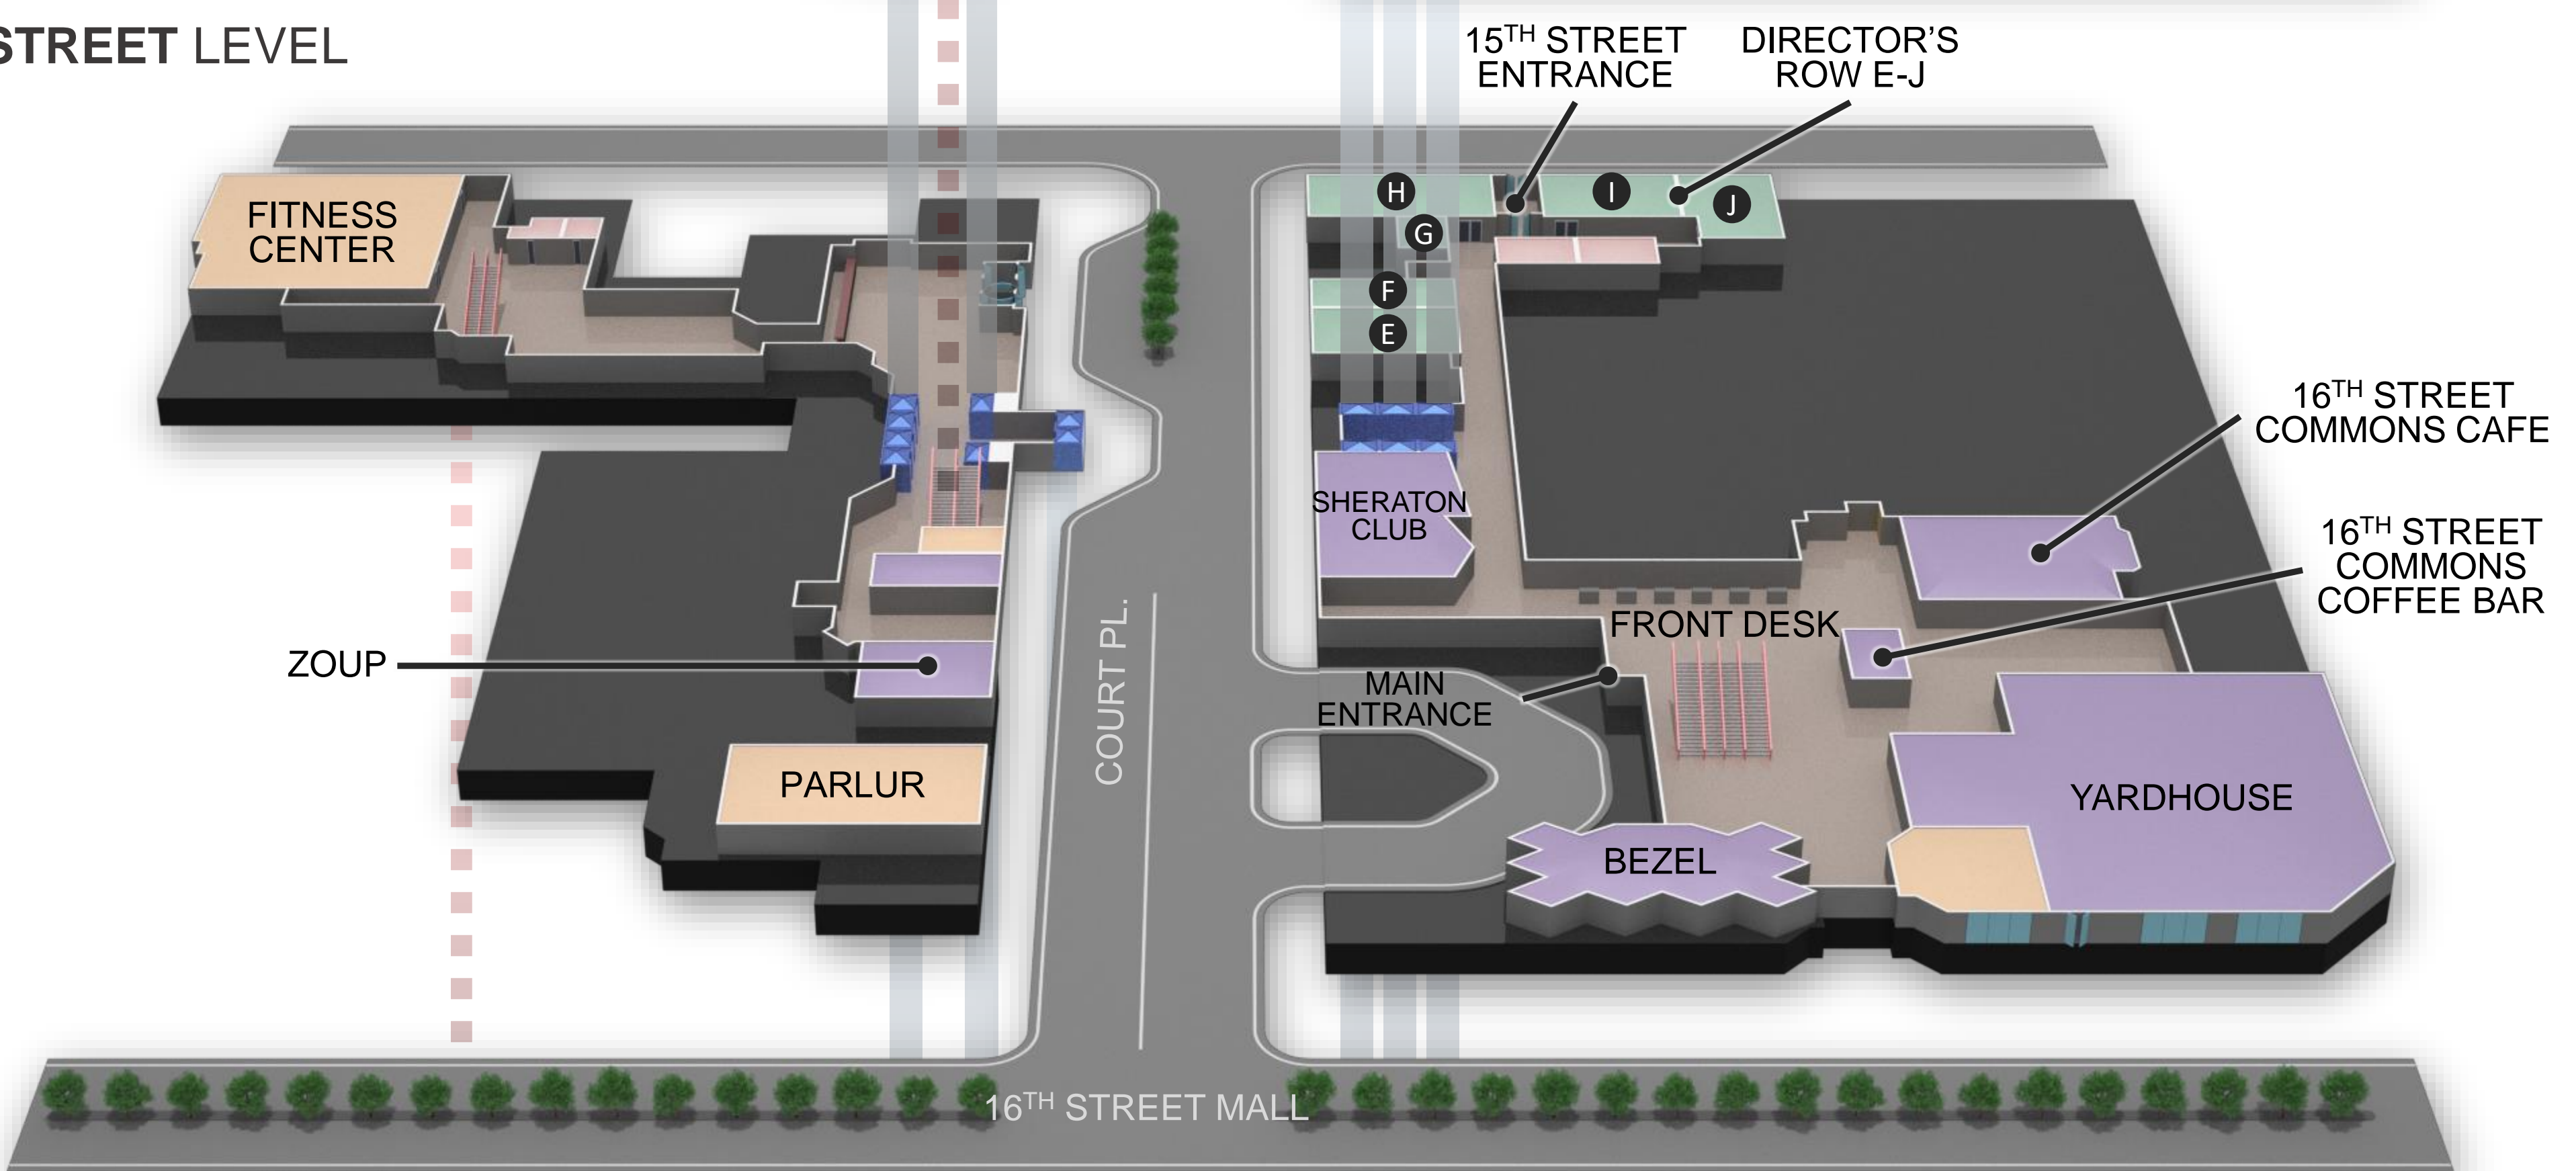 STREET LEVEL
15TH STREET
ENTRANCE
DIRECTOR'S
ROW E-J
FITNESS
CENTER
H
I
J
G
F
E
16TH STREET
COMMONS CAFE
SHERATON
CLUB
16TH STREET
COMMONS
COFFEE BAR
FRONT DESK
ZOUP
COURT PL.
MAIN
ENTRANCE
PARLUR
YARDHOUSE
BEZEL
16TH STREET MALL